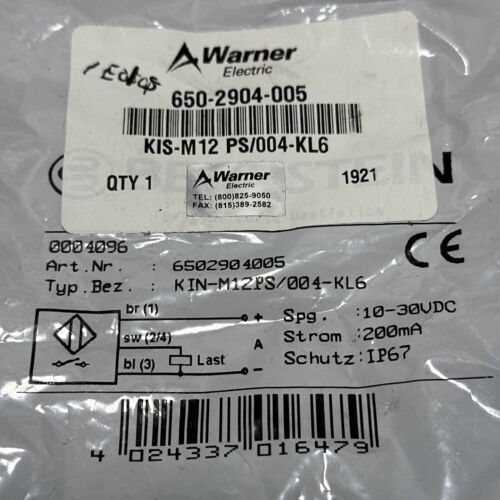 Warner
Electric
650-2904-005
KIS-M12 PS/004-KL6
QTY 1
Warner
Electric
TEL: (800)825-9050
FAX: (815)389-2582
1921
BERNSTEIN
0004096
CE
Art.Nr. : 6502904005
Typ.Bez. : KIN-M12PS/004-KL6
br (1) +
sw (2/4) A
bl (3) Last -
Spg. :10-30VDC
Strom :200mA
Schutz:IP67
4 024337 016479